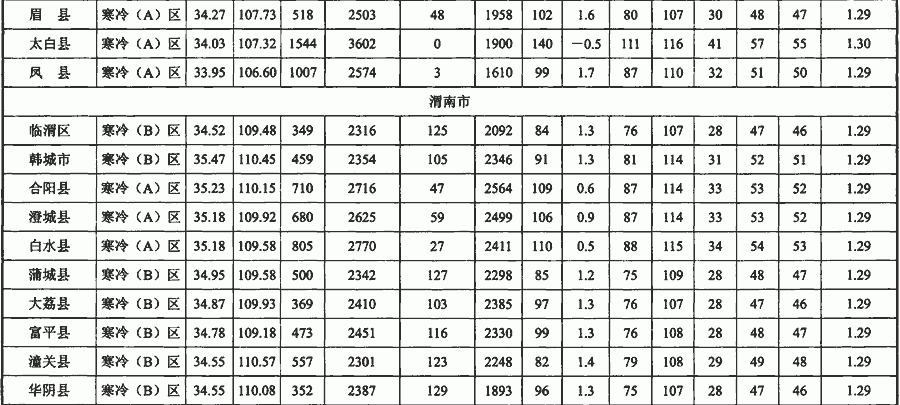 眉 县 寒冷（A）区 34.27 107.73 518 2503 48 1958 102 1.6 80 107 30 48 47 1.29
太白县 寒冷（A）区 34.03 107.32 1544 3602 0 1900 140 －0.5 111 116 41 57 55 1.30
凤 县 寒冷（A）区 33.95 106.60 1007 2574 3 1610 99 1.7 87 110 32 51 50 1.29
渭南市
临渭区 寒冷（B）区 34.52 109.48 349 2316 125 2092 84 1.3 76 107 28 47 46 1.29
韩城市 寒冷（B）区 35.47 110.45 459 2354 105 2346 91 1.3 81 114 31 52 51 1.29
合阳县 寒冷（A）区 35.23 110.15 710 2716 47 2564 109 0.6 87 114 33 53 52 1.29
澄城县 寒冷（A）区 35.18 109.92 680 2625 59 2499 106 0.9 87 114 33 53 52 1.29
白水县 寒冷（A）区 35.18 109.58 805 2770 27 2411 110 0.5 88 115 34 54 53 1.29
蒲城县 寒冷（B）区 34.95 109.58 500 2342 127 2298 85 1.2 75 109 28 48 47 1.29
大荔县 寒冷（B）区 34.87 109.93 369 2410 103 2385 97 1.3 76 107 28 47 46 1.29
富平县 寒冷（B）区 34.78 109.18 473 2451 116 2330 99 1.3 76 108 28 48 47 1.29
潼关县 寒冷（B）区 34.55 110.57 557 2301 123 2248 82 1.4 79 108 29 49 48 1.29
华阴县 寒冷（B）区 34.55 110.08 352 2387 129 1893 96 1.3 75 107 28 47 46 1.29